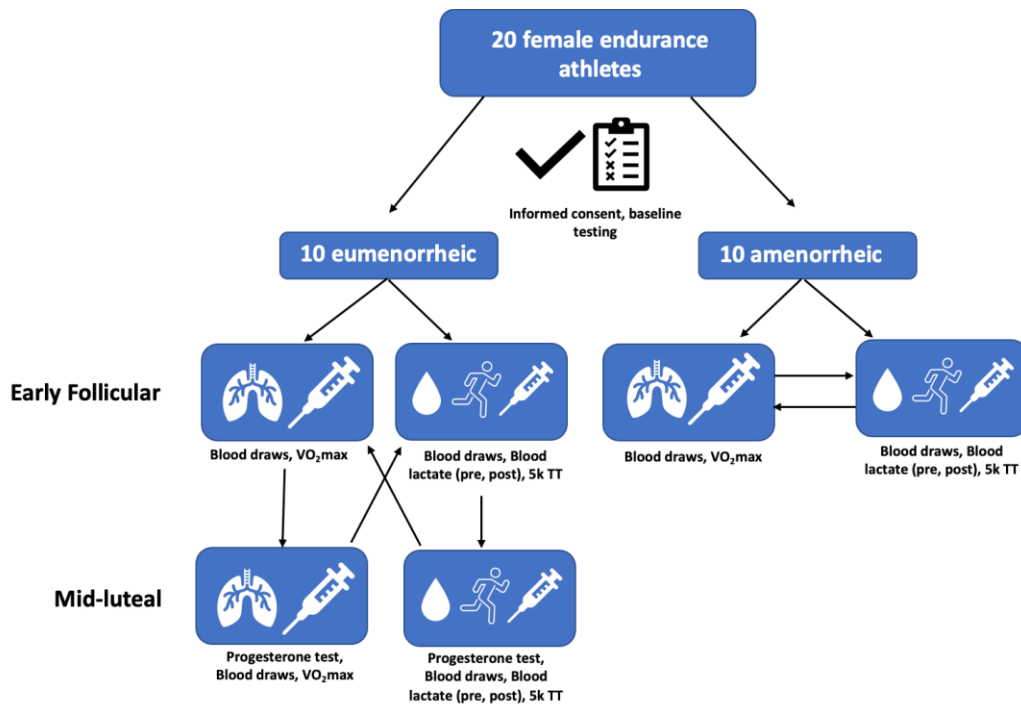 20 female endurance
athletes
Informed consent, baseline
testing
10 eumenorrheic
10 amenorrheic
Early Follicular
Blood draws, VO₂max
Blood draws, Blood
lactate (pre, post), 5k TT
Blood draws, VO₂max
Blood draws, Blood
lactate (pre, post), 5k TT
Mid-luteal
Progesterone test,
Blood draws, VO₂max
Progesterone test,
Blood draws, Blood
lactate (pre, post), 5k TT